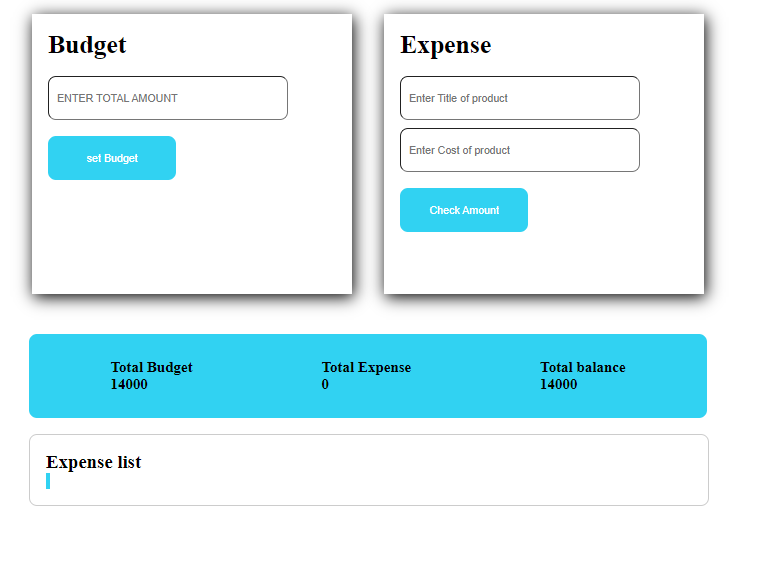 Budget
ENTER TOTAL AMOUNT
set Budget
Expense
Enter Title of product
Enter Cost of product
Check Amount
Total Budget
14000
Total Expense
0
Total balance
14000
Expense list